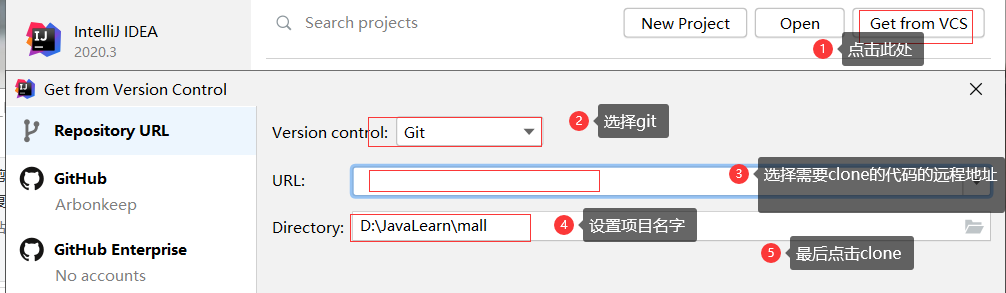 IntelliJ IDEA
2020.3
Search projects
New Project
Open
Get from VCS
1 点击此处
Get from Version Control
Repository URL
GitHub
Arbonkeep
GitHub Enterprise
No accounts
Version control: Git
2 选择git
URL:
3 选择需要clone的代码的远程地址
Directory: D:\JavaLearn\mall
4 设置项目名字
5 最后点击clone